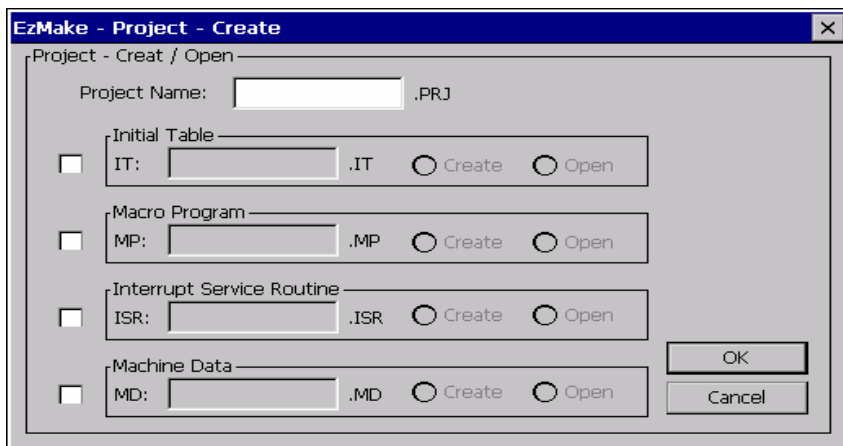 EzMake - Project - Create
Project - Creat / Open
Project Name: .PRJ
Initial Table
IT: .IT Create Open
Macro Program
MP: .MP Create Open
Interrupt Service Routine
ISR: .ISR Create Open
Machine Data
MD: .MD Create Open
OK
Cancel